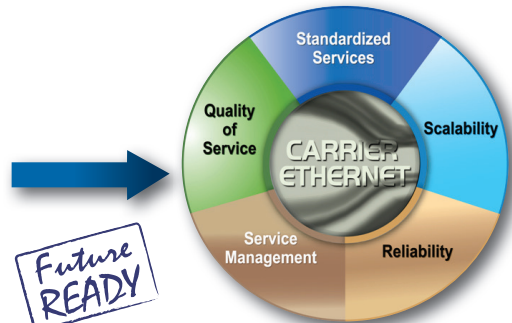 Standardized
Services
Quality
of
Service
Scalability
CARRIER
ETHERNET
Service
Management
Reliability
Future
READY